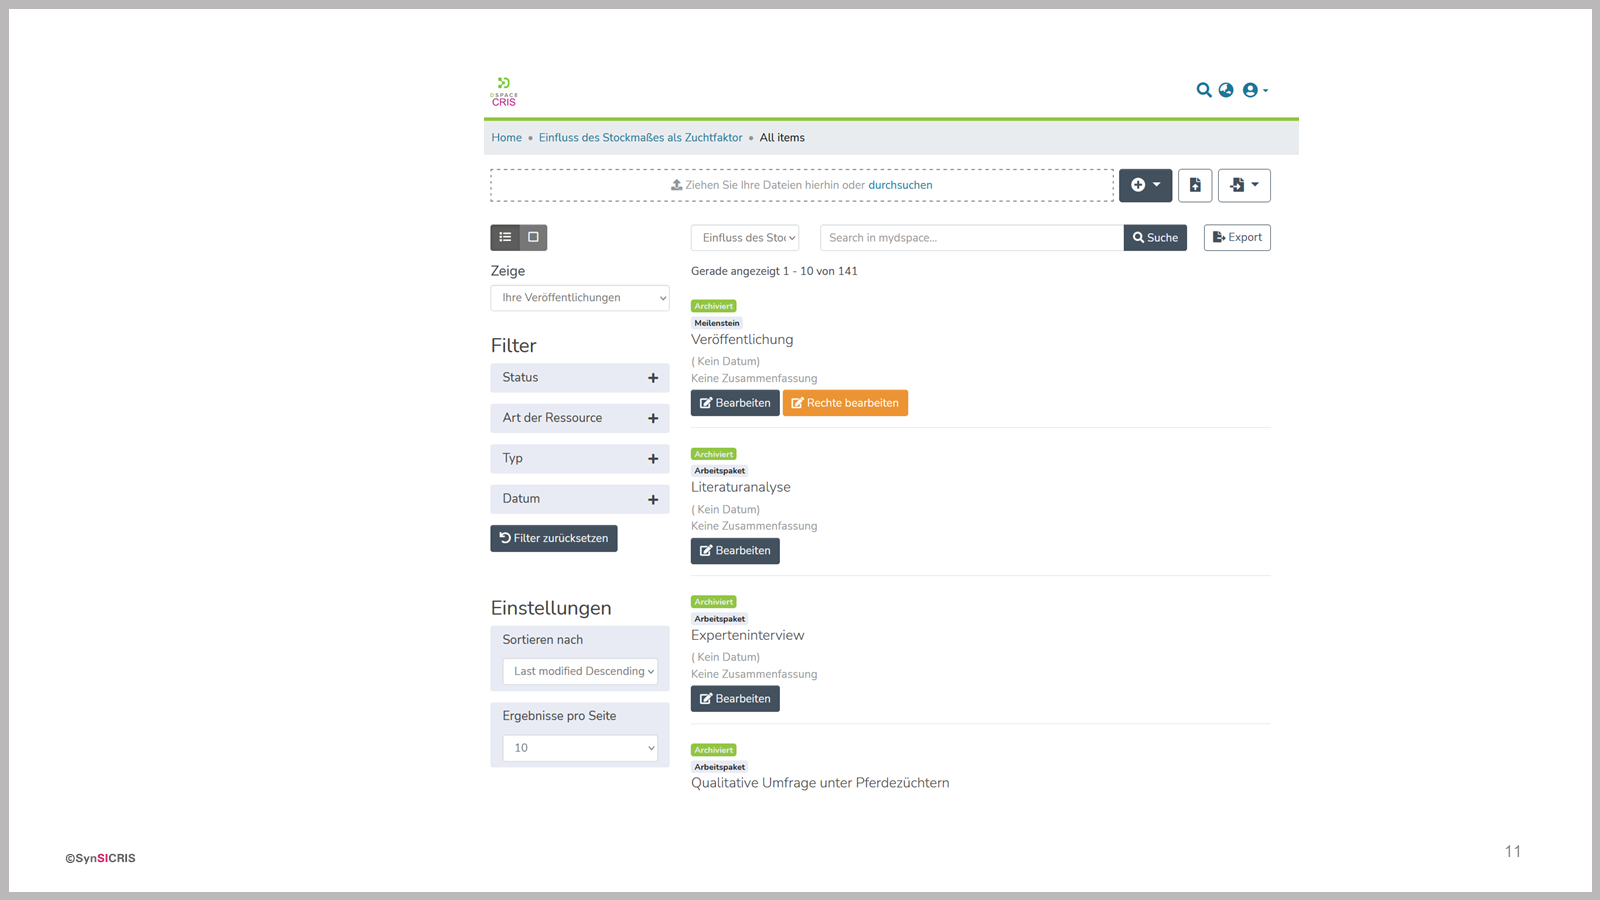 DSPACE
CRIS
Home • Einfluss des Stockmaßes als Zuchtfaktor • All items
Ziehen Sie Ihre Dateien hierhin oder durchsuchen
Einfluss des Sto
Search in mydspace...
Suche
Export
Zeige
Ihre Veröffentlichungen
Filter
Status
Art der Ressource
Typ
Datum
Filter zurücksetzen
Einstellungen
Sortieren nach
Last modified Descending
Ergebnisse pro Seite
10
Gerade angezeigt 1 - 10 von 141
Archiviert
Meilenstein
Veröffentlichung
( Kein Datum)
Keine Zusammenfassung
Bearbeiten Rechte bearbeiten
Archiviert
Arbeitspaket
Literaturanalyse
( Kein Datum)
Keine Zusammenfassung
Bearbeiten
Archiviert
Arbeitspaket
Experteninterview
( Kein Datum)
Keine Zusammenfassung
Bearbeiten
Archiviert
Arbeitspaket
Qualitative Umfrage unter Pferdezüchtern
©SynSICRIS
11